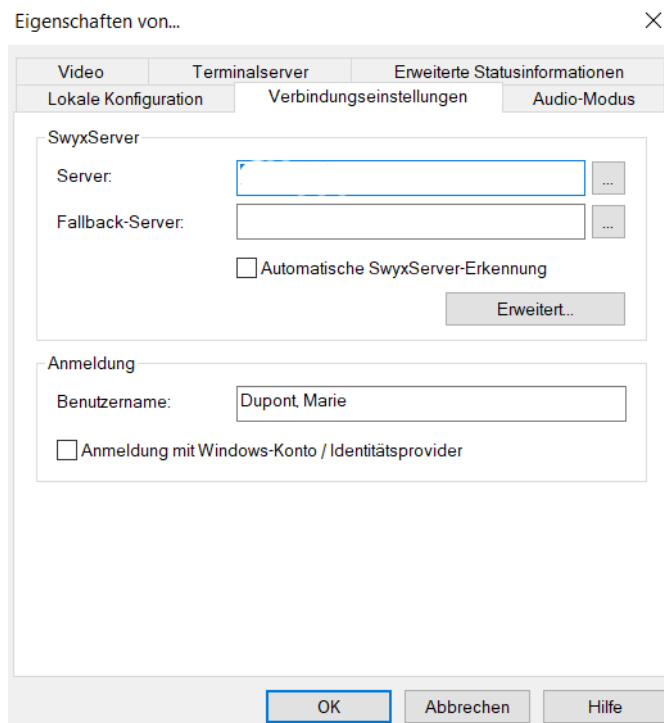 Eigenschaften von...
Video Terminalserver Erweiterte Statusinformationen
Lokale Konfiguration Verbindungseinstellungen Audio-Modus
SwyxServer
Server: ...
Fallback-Server: ...
Automatische SwyxServer-Erkennung
Erweitert...
Anmeldung
Benutzername: Dupont, Marie
Anmeldung mit Windows-Konto / Identitätsprovider
OK Abbrechen Hilfe